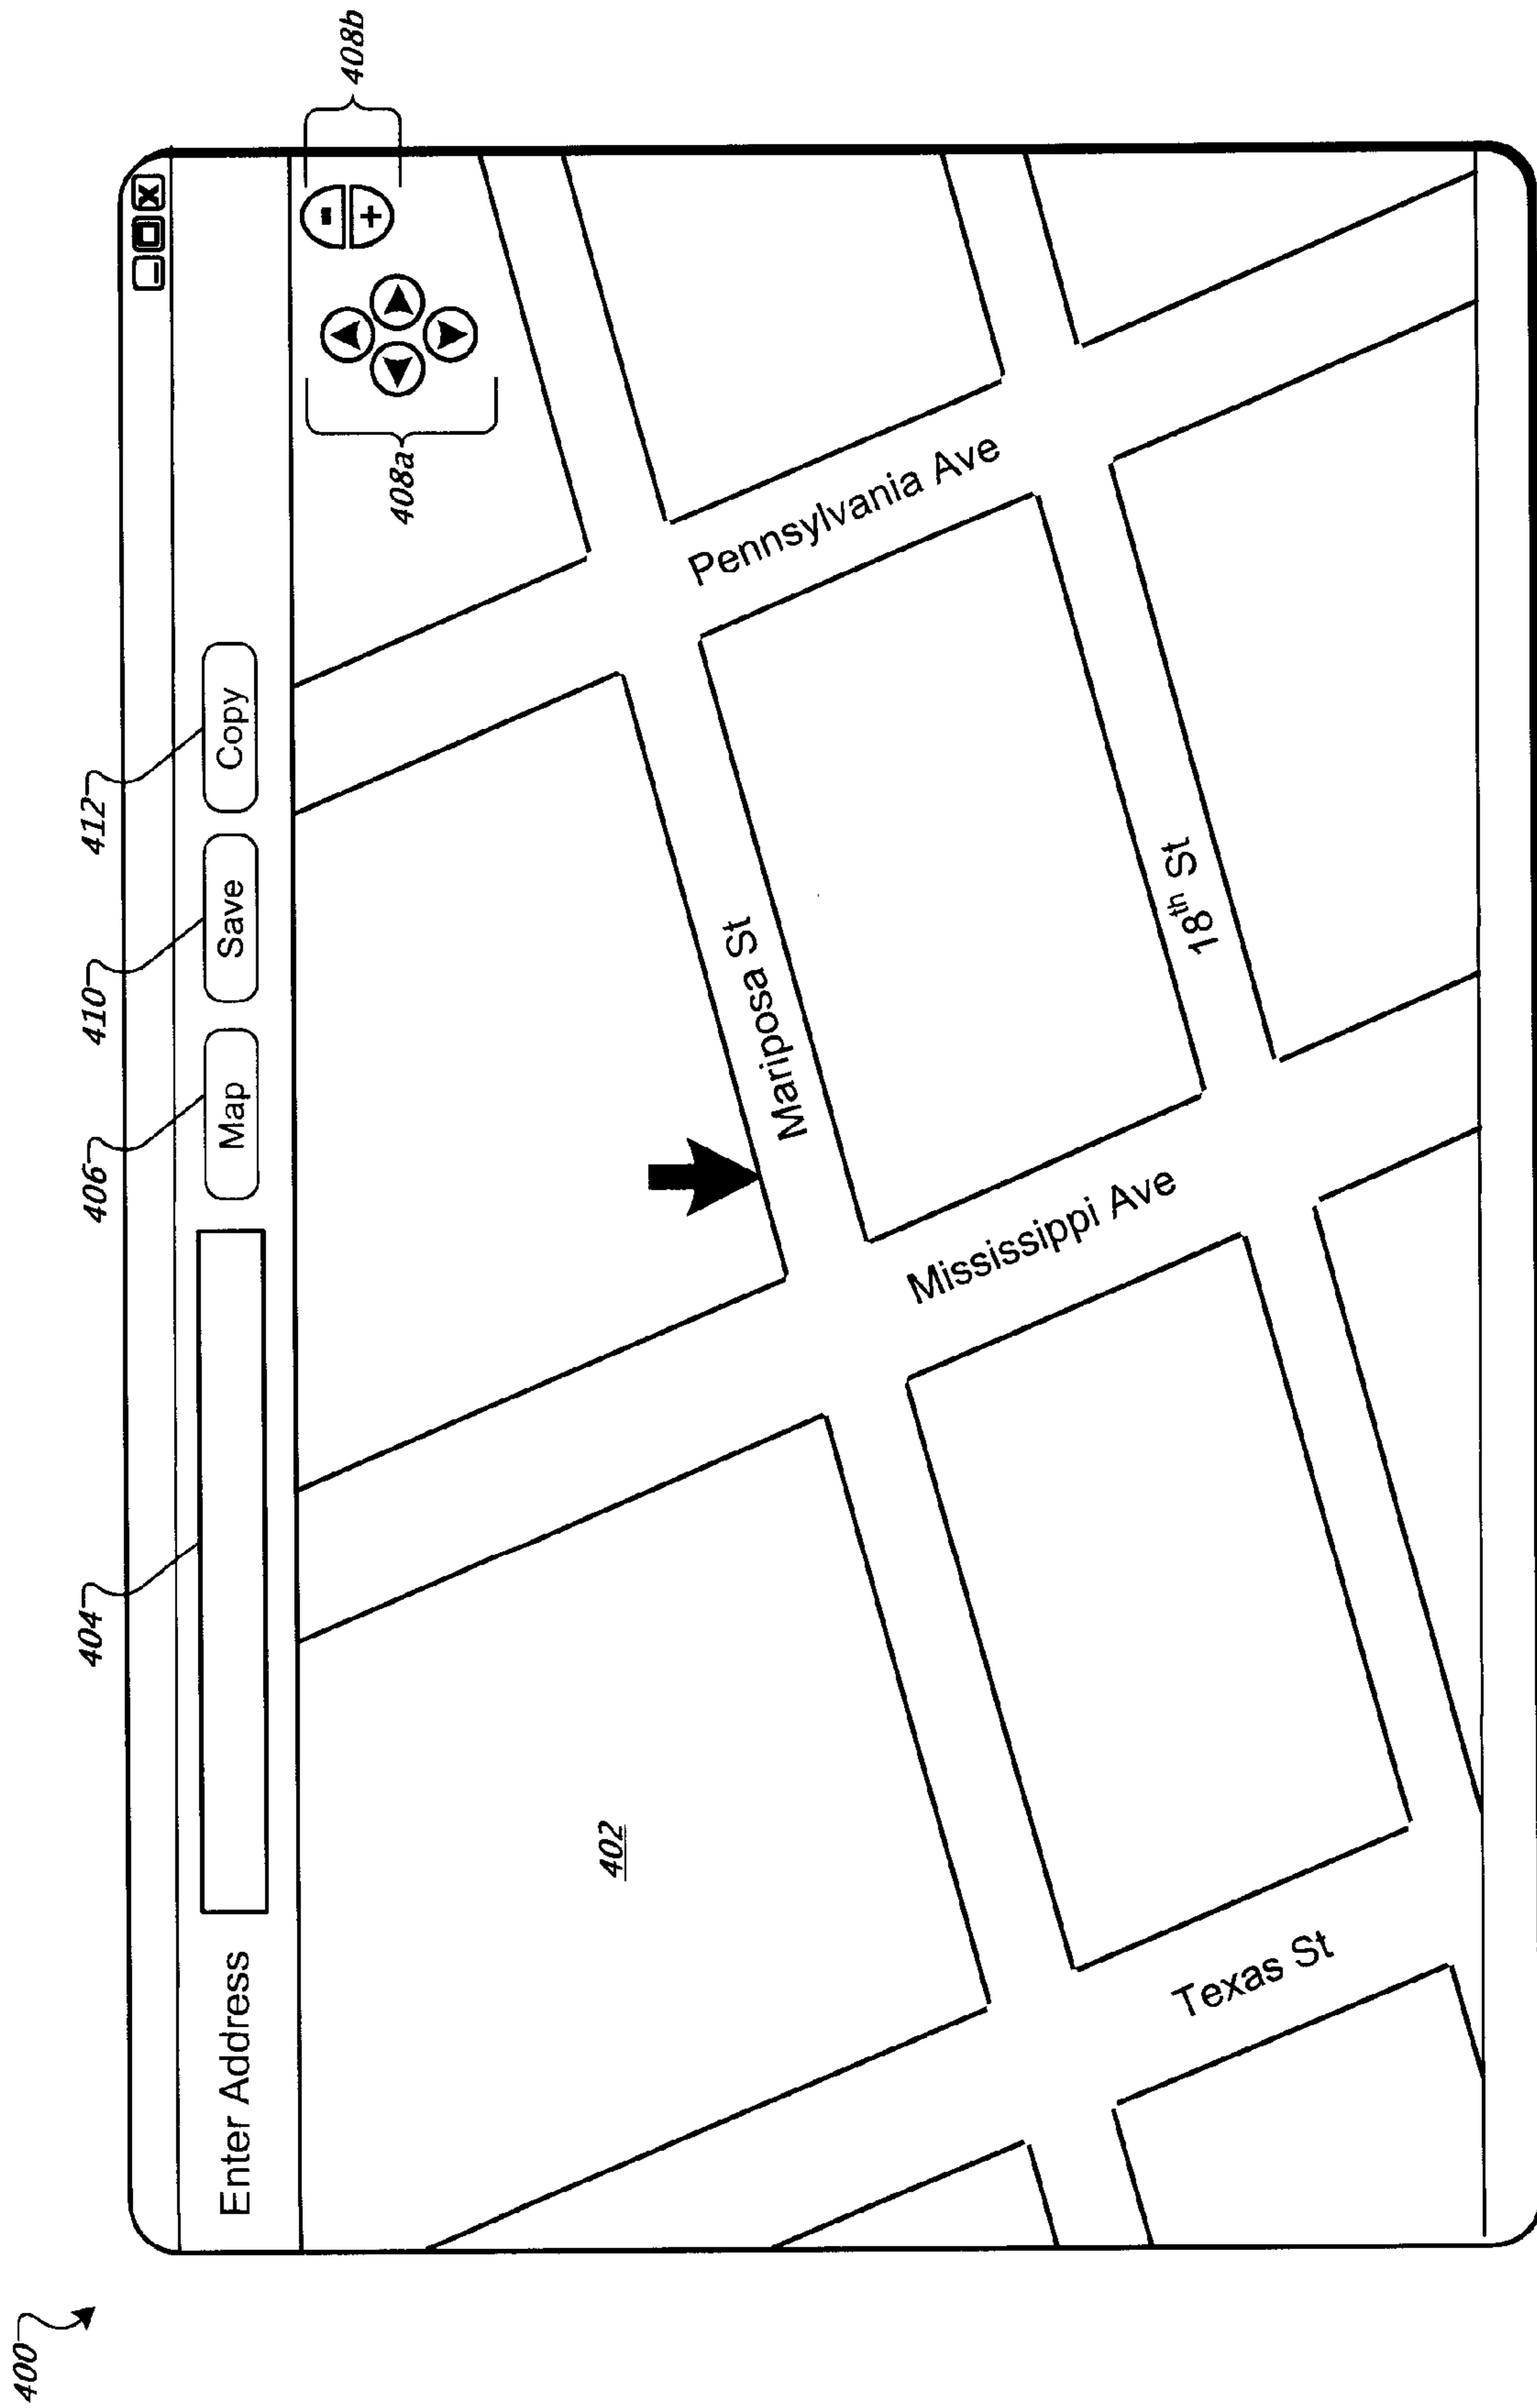 400
404
406
410
412
Enter Address
Map
Save
Copy
X
408a
-
+
408b
402
Mariposa St
Pennsylvania Ave
Mississippi Ave
18th St
Texas St